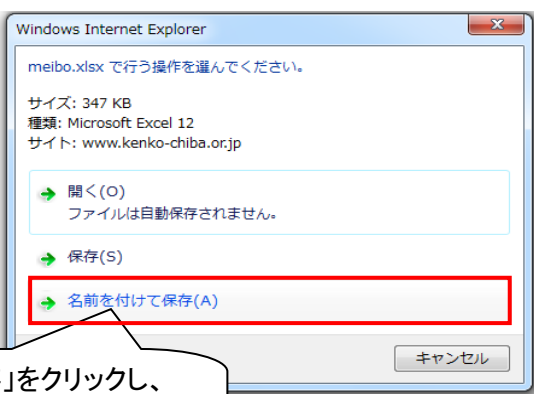 Windows Internet Explorer
meibo.xlsx で行う操作を選んでください。
サイズ: 347 KB
種類: Microsoft Excel 12
サイト: www.kenko-chiba.or.jp
開く(O)
ファイルは自動保存されません。
保存(S)
名前を付けて保存(A)
キャンセル
」をクリックし、